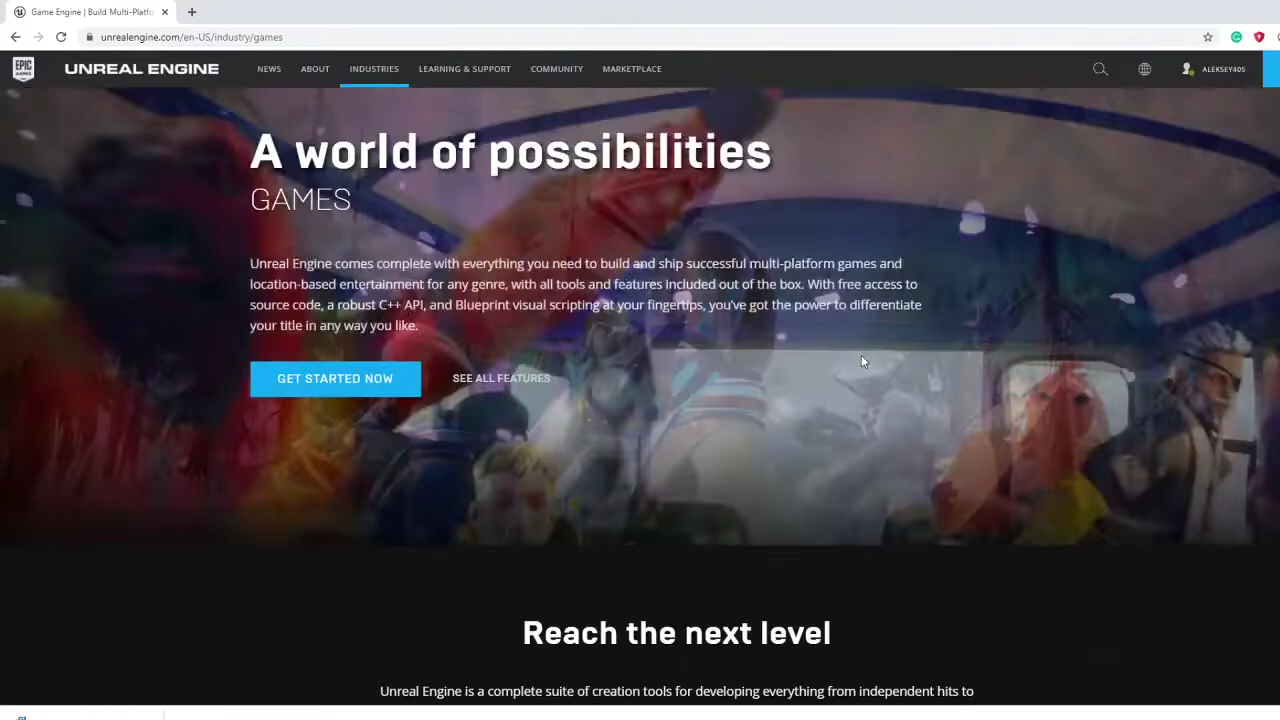 Game Engine | Build Multi-Platfo
unrealengine.com/en-US/industry/games
EPIC GAMES
UNREAL ENGINE
NEWS
ABOUT
INDUSTRIES
LEARNING & SUPPORT
COMMUNITY
MARKETPLACE
ALEKSEY405
A world of possibilities
GAMES
Unreal Engine comes complete with everything you need to build and ship successful multi-platform games and
location-based entertainment for any genre, with all tools and features included out of the box. With free access to
source code, a robust C++ API, and Blueprint visual scripting at your fingertips, you've got the power to differentiate
your title in any way you like.
GET STARTED NOW
SEE ALL FEATURES
Reach the next level
Unreal Engine is a complete suite of creation tools for developing everything from independent hits to